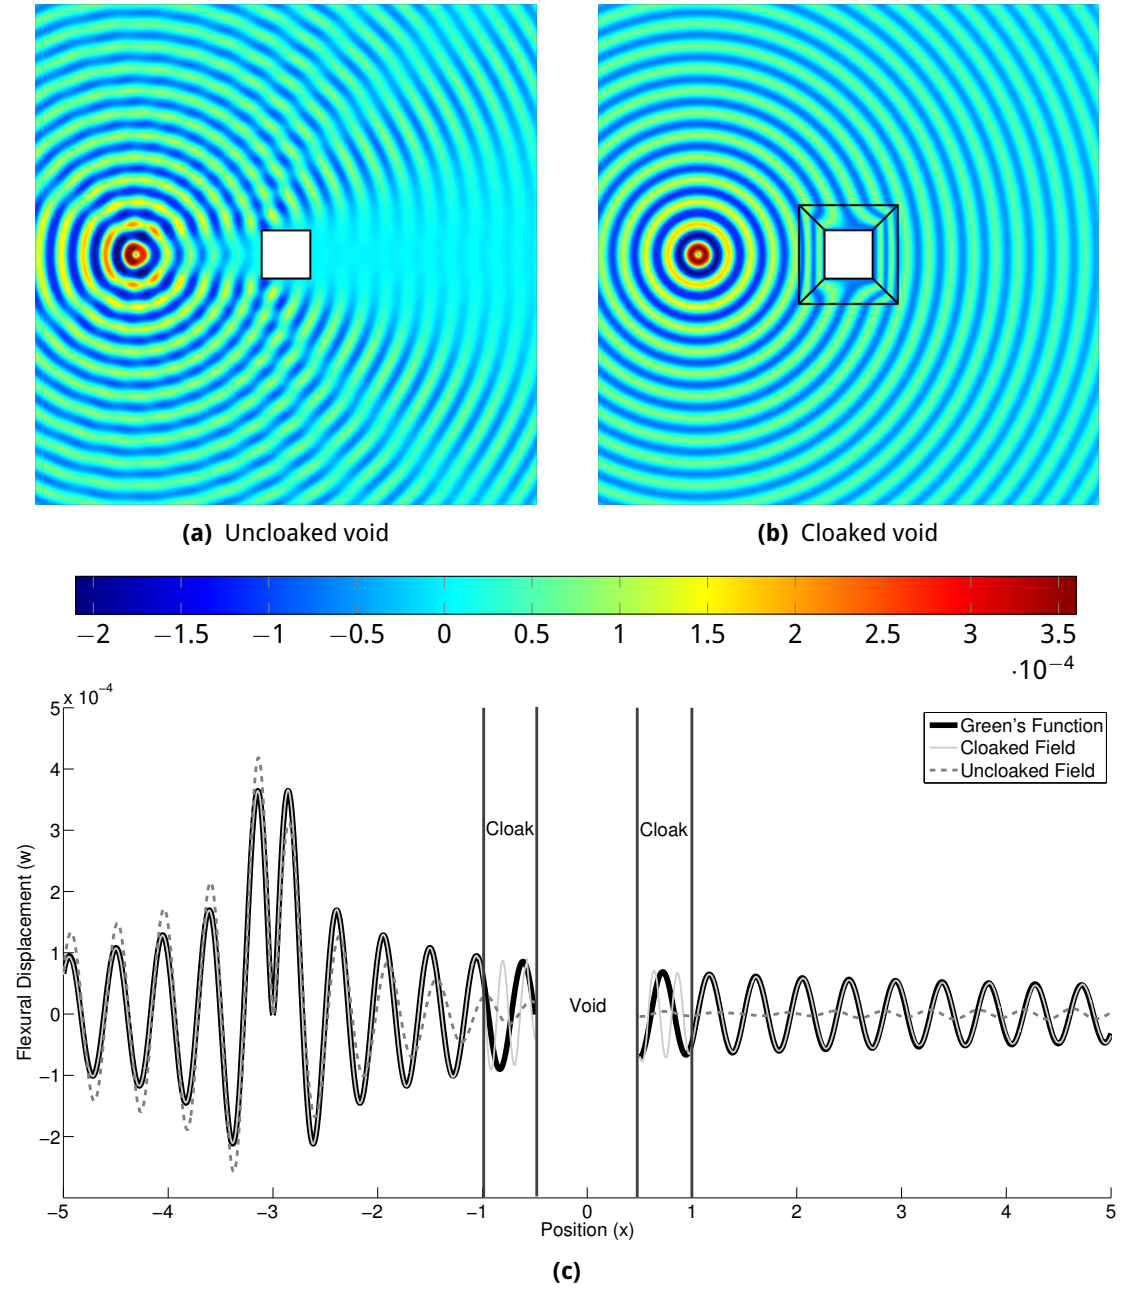 (a) Uncloaked void
(b) Cloaked void
−2 −1.5 −1 −0.5 0 0.5 1 1.5 2 2.5 3 3.5
·10−4
x 10−4
5
4
3
2
1
0
−1
−2
Flexural Displacement (w)
Green's Function
Cloaked Field
Uncloaked Field
Cloak
Cloak
Void
−5 −4 −3 −2 −1 0 1 2 3 4 5
Position (x)
(c)